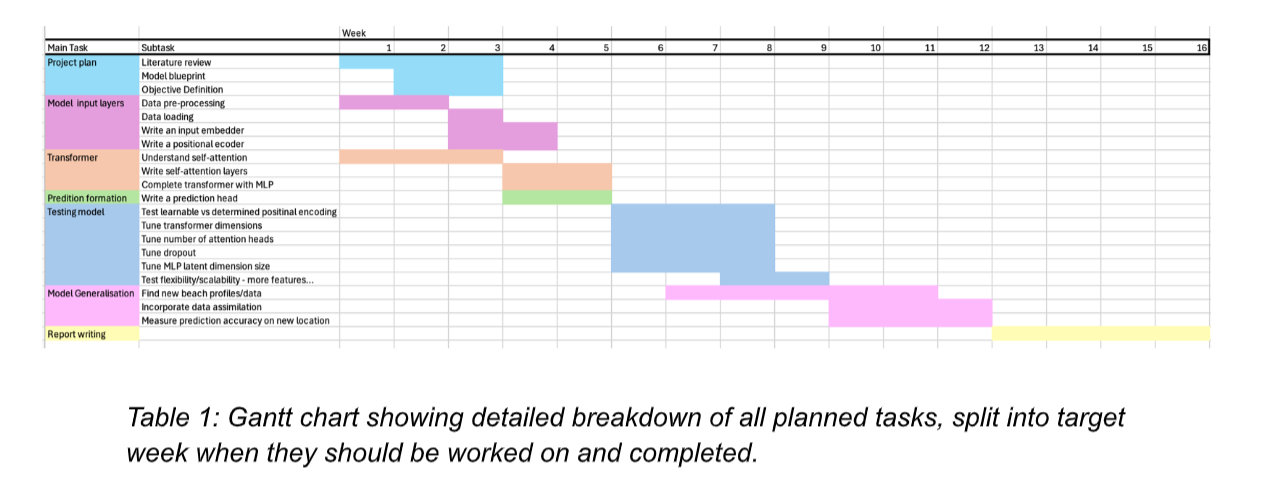 Week
Main Task Subtask 1 2 3 4 5 6 7 8 9 10 11 12 13 14 15 16
Project plan Literature review
Model blueprint
Objective Definition
Model input layers Data pre-processing
Data loading
Write an input embedder
Write a positional ecoder
Transformer Understand self-attention
Write self-attention layers
Complete transformer with MLP
Predition formation Write a prediction head
Testing model Test learnable vs determined positinal encoding
Tune transformer dimensions
Tune number of attention heads
Tune dropout
Tune MLP latent dimension size
Test flexibility/scalability - more features...
Model Generalisation Find new beach profiles/data
Incorporate data assimilation
Measure prediction accuracy on new location
Report writing
Table 1: Gantt chart showing detailed breakdown of all planned tasks, split into target
week when they should be worked on and completed.